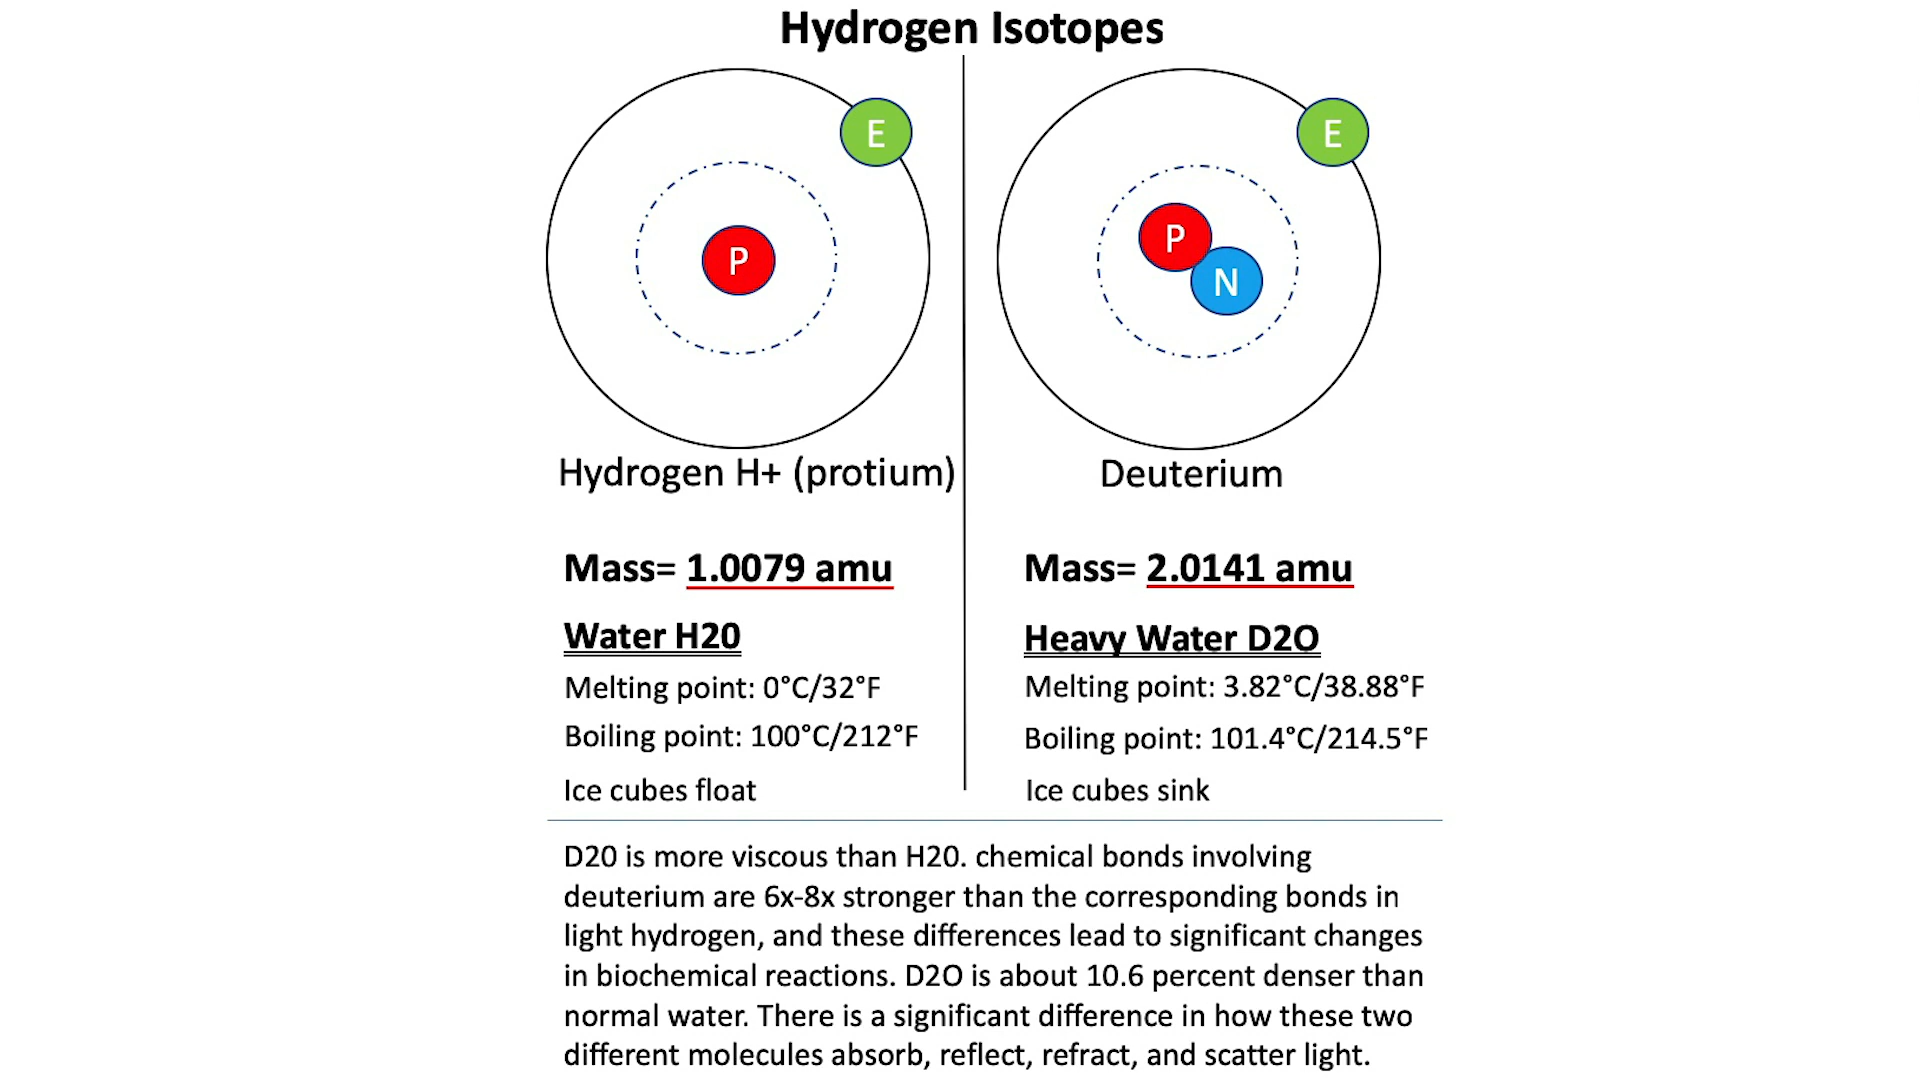 Hydrogen Isotopes
E
P
Hydrogen H+ (protium)
Mass= 1.0079 amu
Water H20
Melting point: 0°C/32°F
Boiling point: 100°C/212°F
Ice cubes float
E
P
N
Deuterium
Mass= 2.0141 amu
Heavy Water D2O
Melting point: 3.82°C/38.88°F
Boiling point: 101.4°C/214.5°F
Ice cubes sink
D20 is more viscous than H20. chemical bonds involving
deuterium are 6x-8x stronger than the corresponding bonds in
light hydrogen, and these differences lead to significant changes
in biochemical reactions. D2O is about 10.6 percent denser than
normal water. There is a significant difference in how these two
different molecules absorb, reflect, refract, and scatter light.